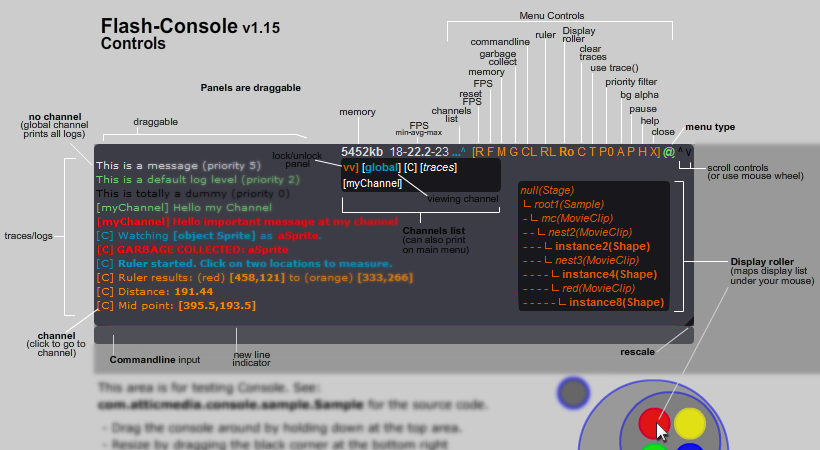 Flash-Console v1.15
Controls
Menu Controls
commandline
ruler
Display
roller
garbage
collect
clear
traces
memory
use trace()
FPS
priority filter
reset
FPS
bg alpha
Panels are draggable
no channel
(global channel
prints all logs)
draggable
memory
FPS
min-avg-max
channels
list
pause
help
close
menu type
5452kb 18-22.2-23 ...^ [R F M G CL RL Ro C T P0 A P H X] @ ^ v
lock/unlock
panel
vv] [global] [C] [traces]
[myChannel]
viewing channel
Channels list
(can also print
on main menu)
scroll controls
(or use mouse wheel)
This is a message (priority 5)
This is a default log level (priority 2)
This is totally a dummy (priority 0)
[myChannel] Hello my Channel
[myChannel] Hello important message at my channel
[C] Watching [object Sprite] as aSprite.
[C] GARBAGE COLLECTED: aSprite
[C] Ruler started. Click on two locations to measure.
[C] Ruler results: (red) [458,121] to (orange) [333,266]
[C] Distance: 191.44
[C] Mid point: [395.5,193.5]
traces/logs
null(Stage)
∟ root1(Sample)
- ∟ mc(MovieClip)
- - ∟ nest2(MovieClip)
- - - ∟ instance2(Shape)
- - - ∟ nest3(MovieClip)
- - - - ∟ instance4(Shape)
- - - - ∟ red(MovieClip)
- - - - - ∟ instance8(Shape)
Display roller
(maps display list
under your mouse)
channel
(click to go to
channel)
Commandline input
new line
indicator
rescale
This area is for testing Console. See:
com.atticmedia.console.sample.Sample for the source code.
- Drag the console around by holding down at the top area.
- Resize by dragging the black corner at the bottom right